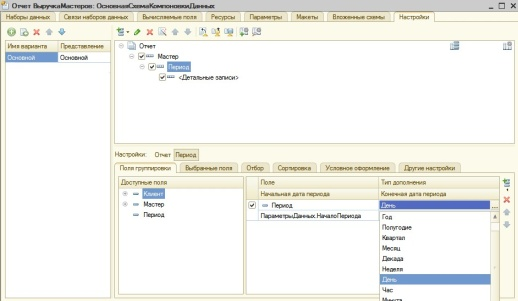 Отчет ВыручкаМастеров: ОсновнаяСхемаКомпоновкиДанных
Наборы данных Связи наборов данных Вычисляемые поля Ресурсы Параметры Макеты Вложенные схемы Настройки
Имя варианта Представление
Основной Основной
Отчет
Мастер
Период
<Детальные записи>
Настройки: Отчет Период
Поля группировки Выбранные поля Отбор Сортировка Условное оформление Другие настройки
Доступные поля
Клиент
Мастер
Период
Поле Тип дополнения
Начальная дата периода Конечная дата периода
Период День ...
ПараметрыДанных.НачалоПериода
Год
Полугодие
Квартал
Месяц
Декада
Неделя
День
Час
Минута